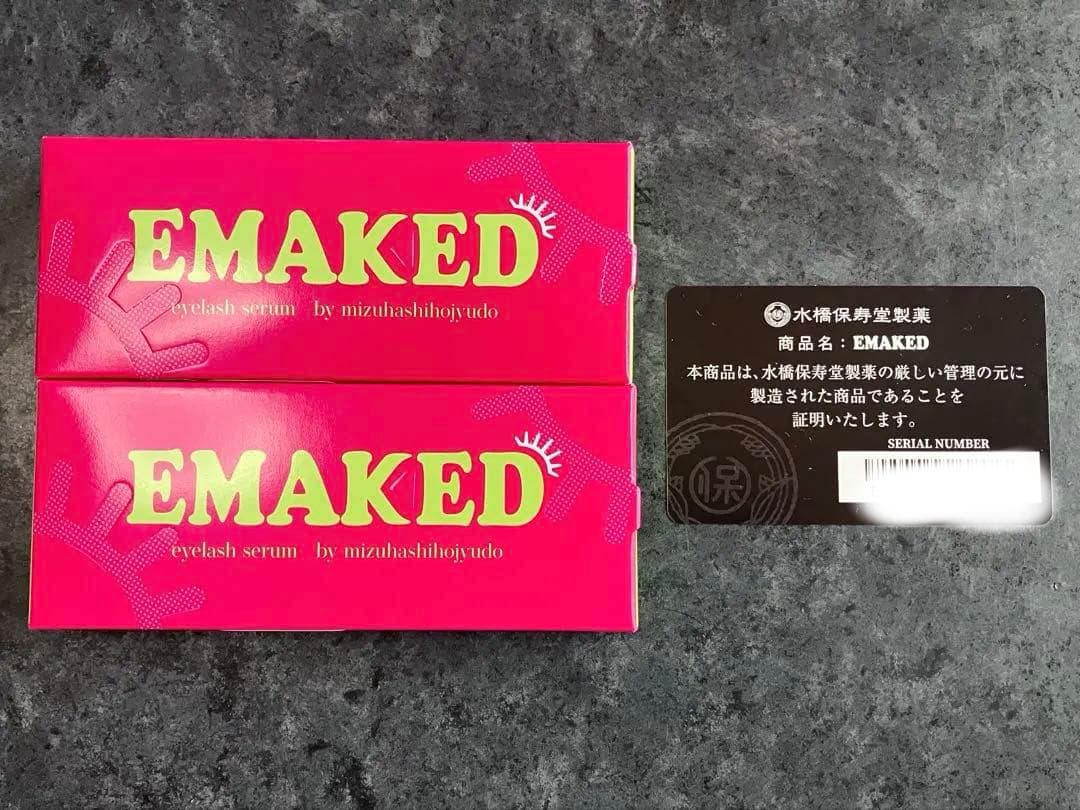 EMAKED
eyelash serum by mizuhashihojyudo
EMAKED
eyelash serum by mizuhashihojyudo
水橋保寿堂製薬
商品名：EMAKED
本商品は、水橋保寿堂製薬の厳しい管理の元に
製造された商品であることを
証明いたします。
SERIAL NUMBER
保